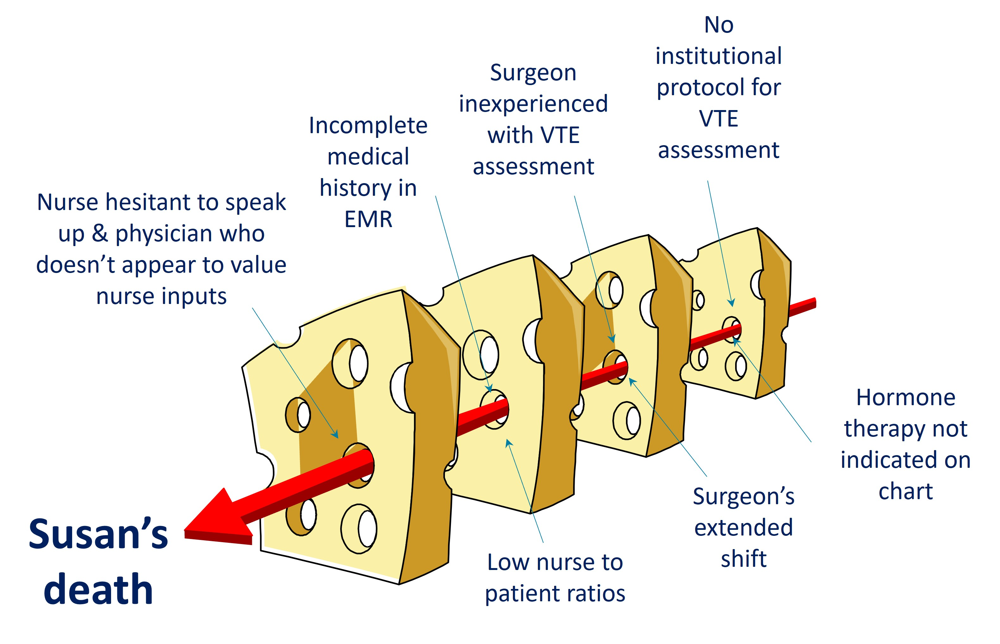 No
institutional
protocol for
VTE
assessment
Surgeon
inexperienced
with VTE
assessment
Incomplete
medical
history in
EMR
Nurse hesitant to speak
up & physician who
doesn’t appear to value
nurse inputs
Hormone
therapy not
indicated on
chart
Surgeon’s
extended
shift
Low nurse to
patient ratios
Susan’s
death